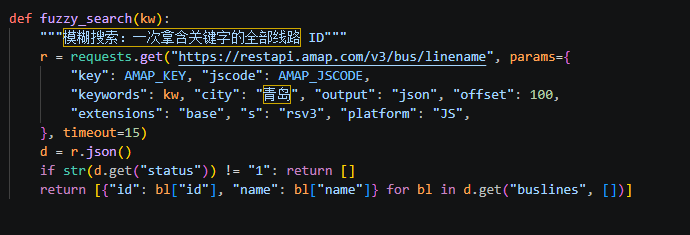 def fuzzy_search(kw):
    """模糊搜索：一次拿含关键字的全部线路 ID"""
    r = requests.get("https://restapi.amap.com/v3/bus/linename", params={
        "key": AMAP_KEY, "jscode": AMAP_JSCODE,
        "keywords": kw, "city": "青岛", "output": "json", "offset": 100,
        "extensions": "base", "s": "rsv3", "platform": "JS",
    }, timeout=15)
    d = r.json()
    if str(d.get("status")) != "1": return []
    return [{"id": bl["id"], "name": bl["name"]} for bl in d.get("buslines", [])]